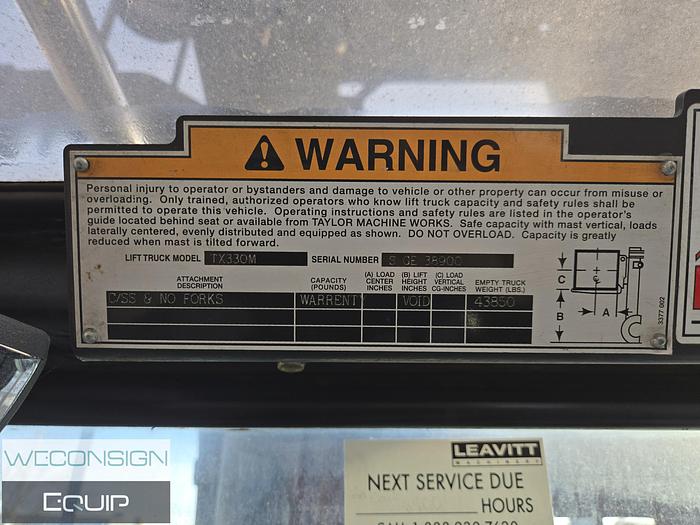 WARNING
Personal injury to operator or bystanders and damage to vehicle or other property can occur from misuse or
overloading. Only trained, authorized operators who know lift truck capacity and safety rules shall be
permitted to operate this vehicle. Operating instructions and safety rules are listed in the operator's
guide located behind seat or available from TAYLOR MACHINE WORKS. Safe capacity with mast vertical, loads
laterally centered, evenly distributed and equipped as shown. DO NOT OVERLOAD. Capacity is greatly
reduced when mast is tilted forward.
LIFT TRUCK MODEL TX330M SERIAL NUMBER S CE 38900
ATTACHMENT DESCRIPTION CAPACITY (POUNDS) (A) LOAD CENTER INCHES (B) LIFT HEIGHT INCHES (C) LOAD VERTICAL CG-INCHES EMPTY TRUCK WEIGHT (LBS.)
C/SS & NO FORKS WARRENT VOID 43850
C
B
A
3377 002
WECONSIGN
EQUIP
LEAVITT
MACHINERY
NEXT SERVICE DUE
HOURS